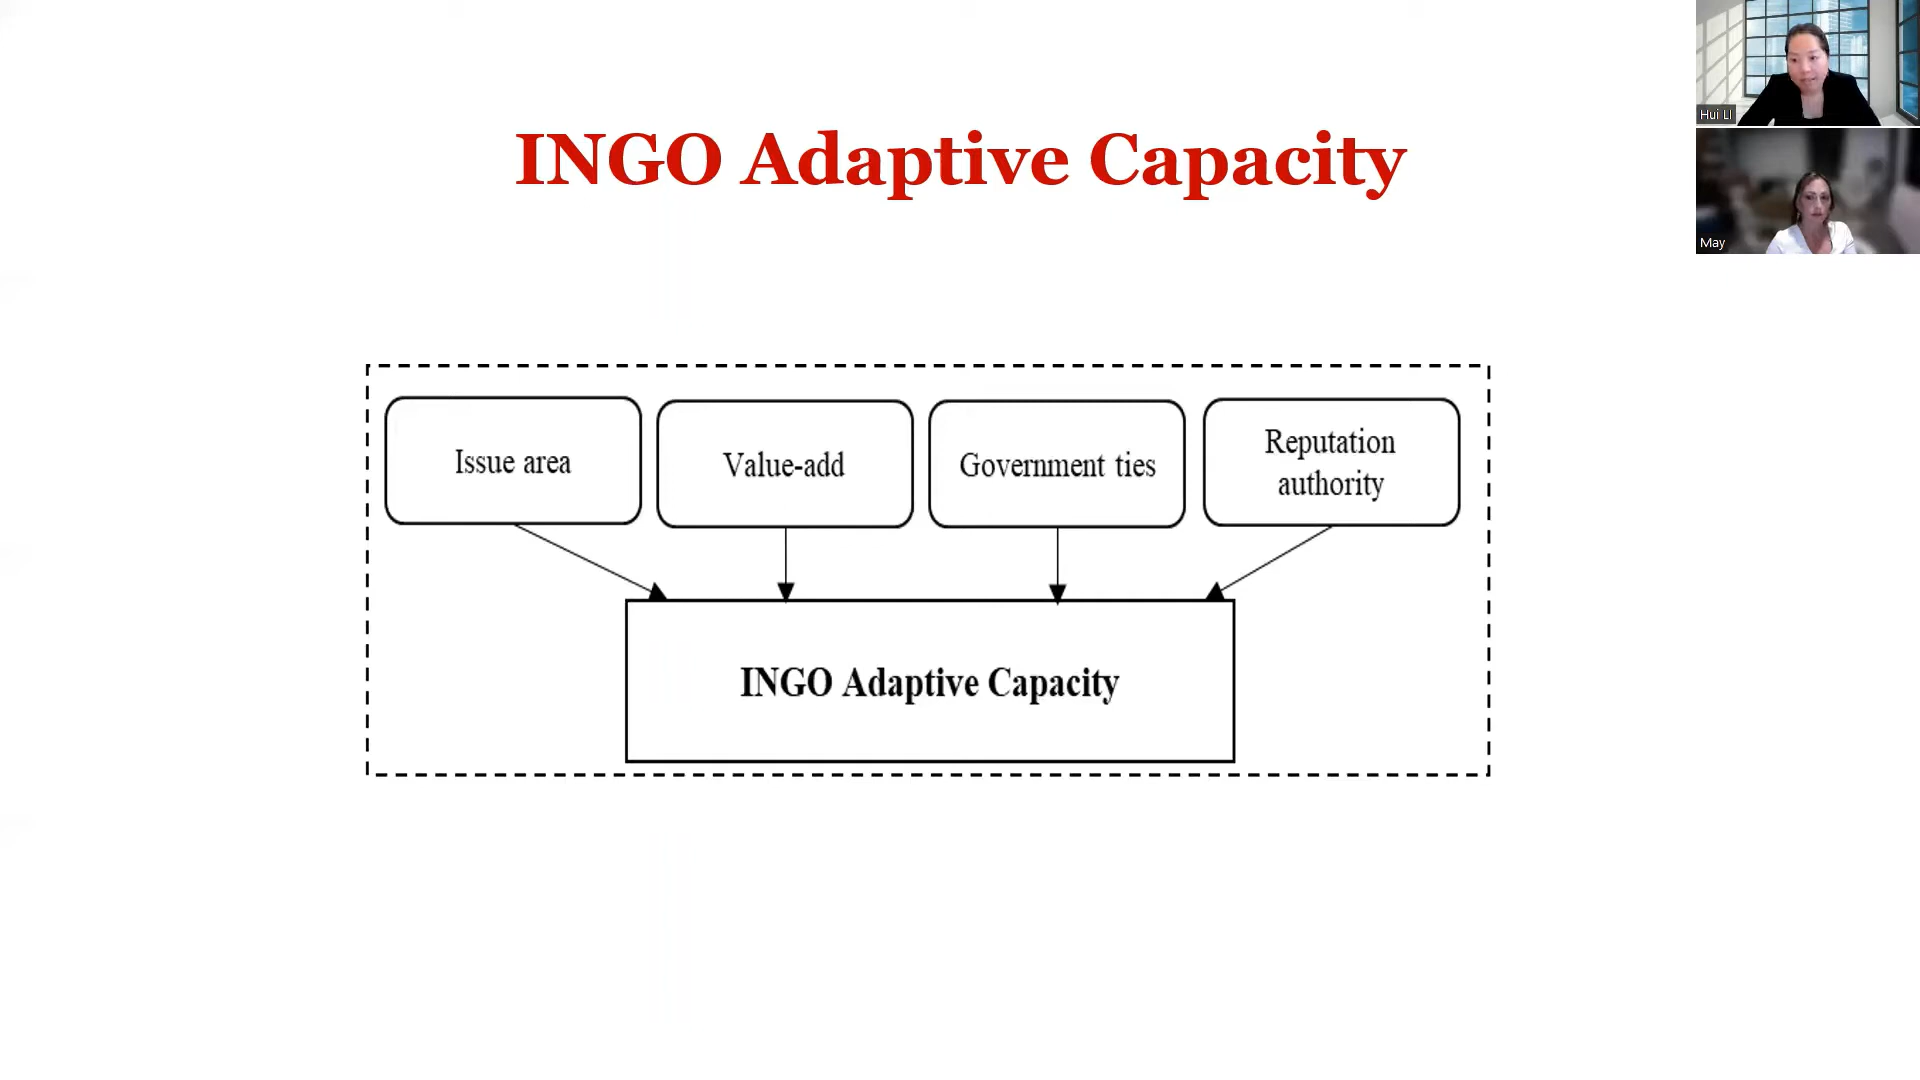 INGO Adaptive Capacity
Hui LI
May
Issue area
Value-add
Government ties
Reputation
authority
INGO Adaptive Capacity